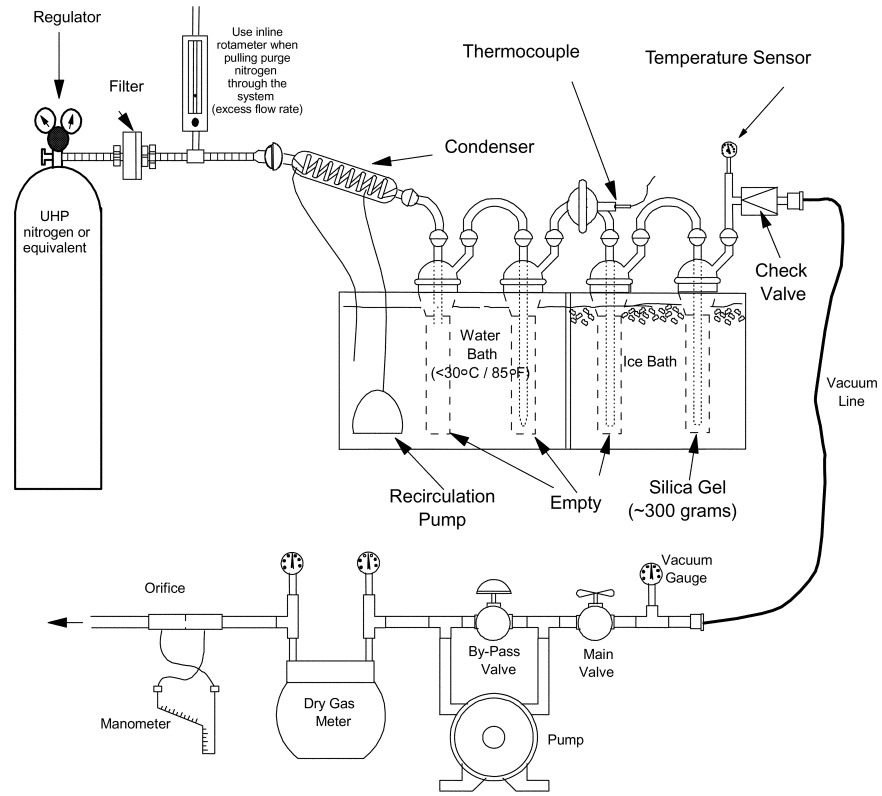 Regulator
Use inline
rotameter when
pulling purge
nitrogen
through the
system
(excess flow rate)
Filter
Thermocouple
Temperature Sensor
Condenser
UHP
nitrogen or
equivalent
Check
Valve
Water
Bath
(<30°C / 85°F)
Ice Bath
Vacuum
Line
Recirculation
Pump
Empty
Silica Gel
(~300 grams)
Orifice
Vacuum
Gauge
By-Pass
Valve
Main
Valve
Manometer
Dry Gas
Meter
Pump